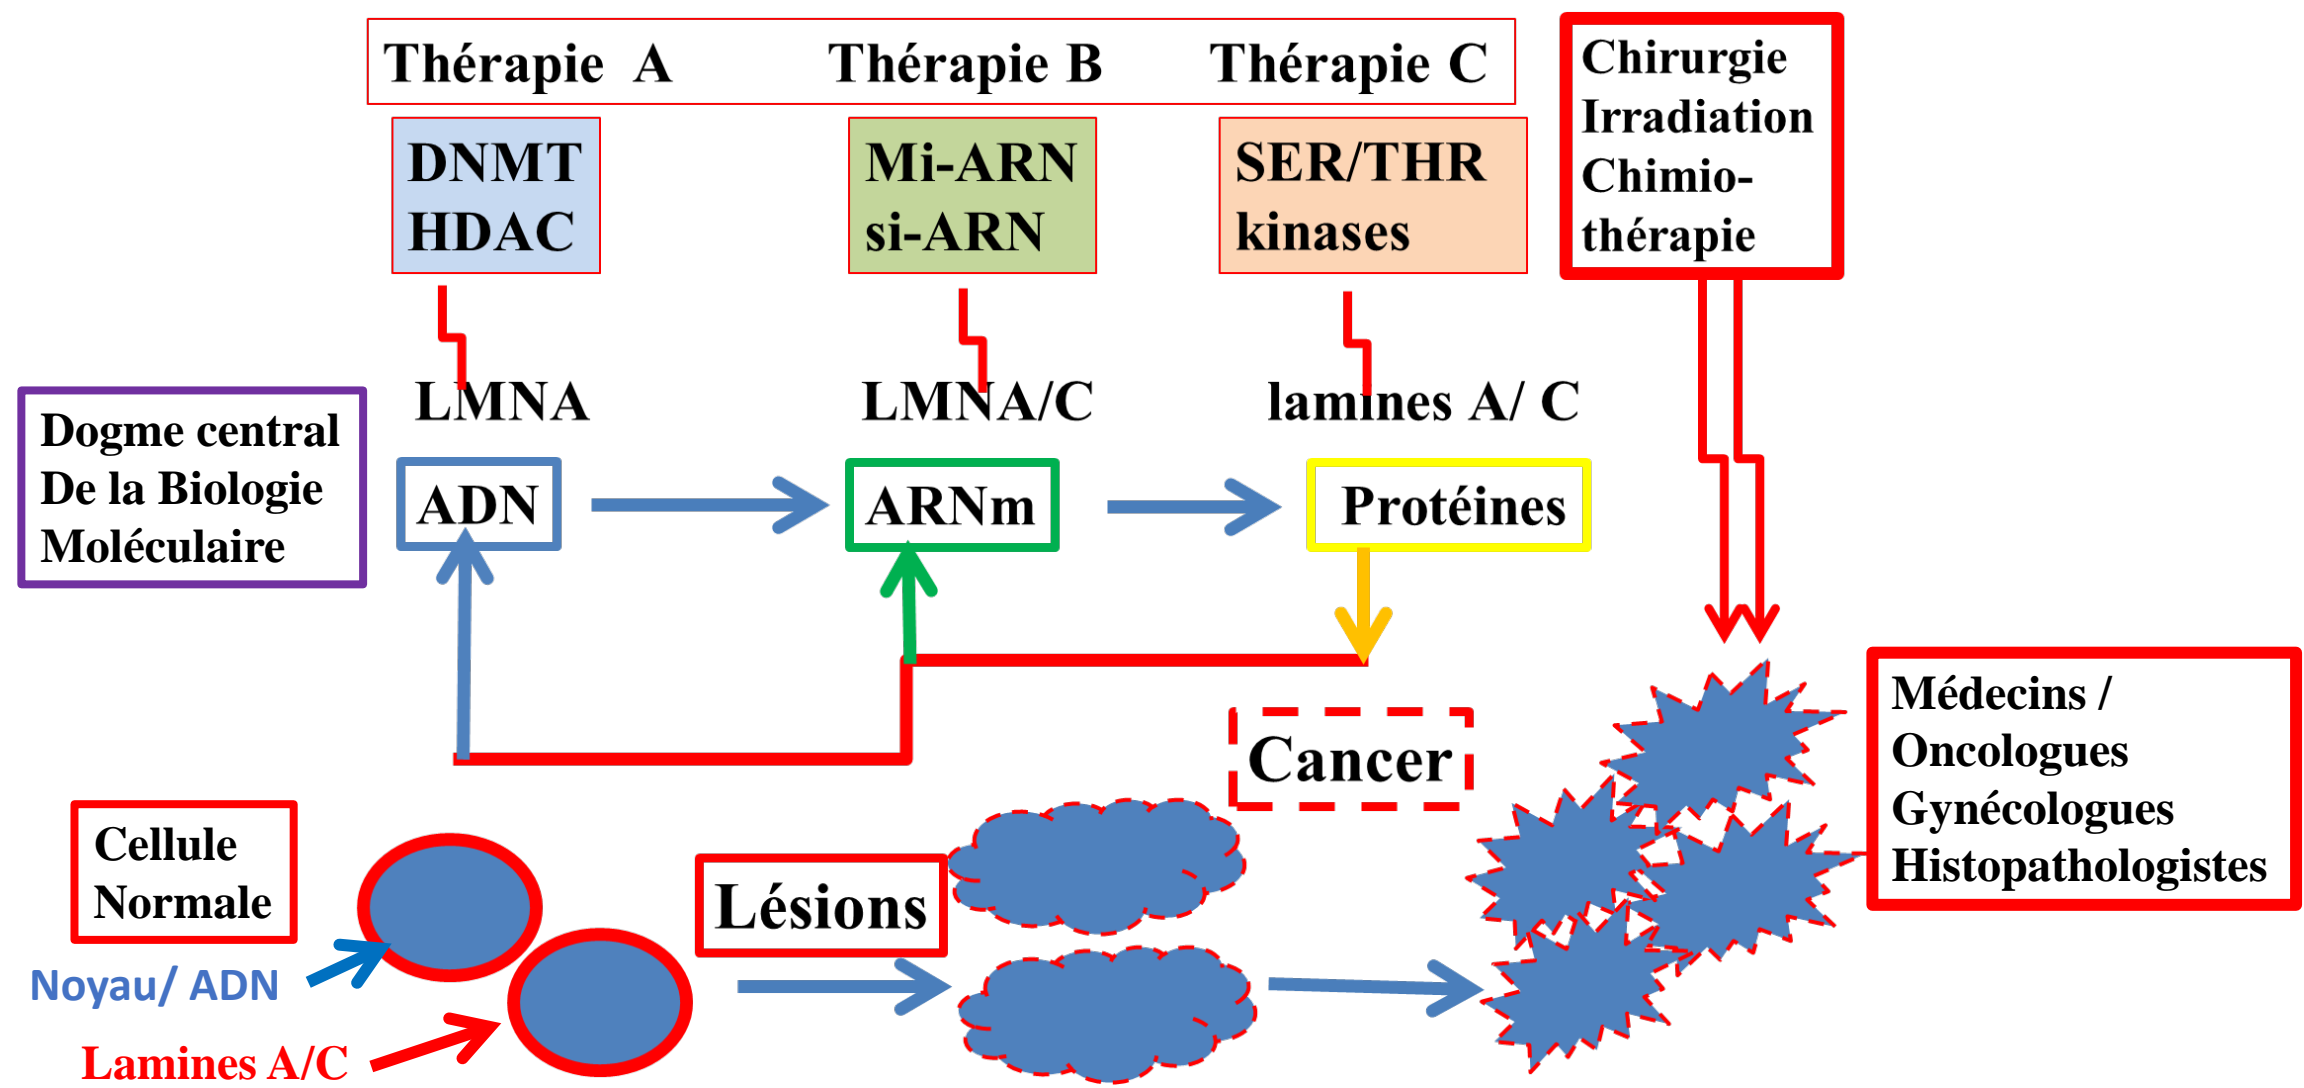 Thérapie A
Thérapie B
Thérapie C
DNMT
HDAC
Mi-ARN
si-ARN
SER/THR
kinases
Chirurgie
Irradiation
Chimio-
thérapie
LMNA
LMNA/C
lamines A/ C
Dogme central
De la Biologie
Moléculaire
ADN
ARNm
Protéines
Cancer
Médecins /
Oncologues
Gynécologues
Histopathologistes
Cellule
Normale
Lésions
Noyau/ ADN
Lamines A/C